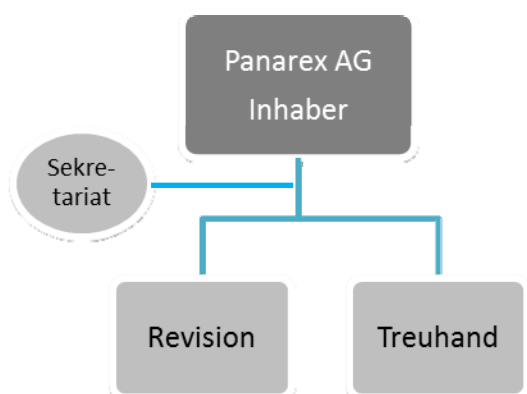 Panarex AG
Inhaber
Sekre-
tariat
Revision
Treuhand